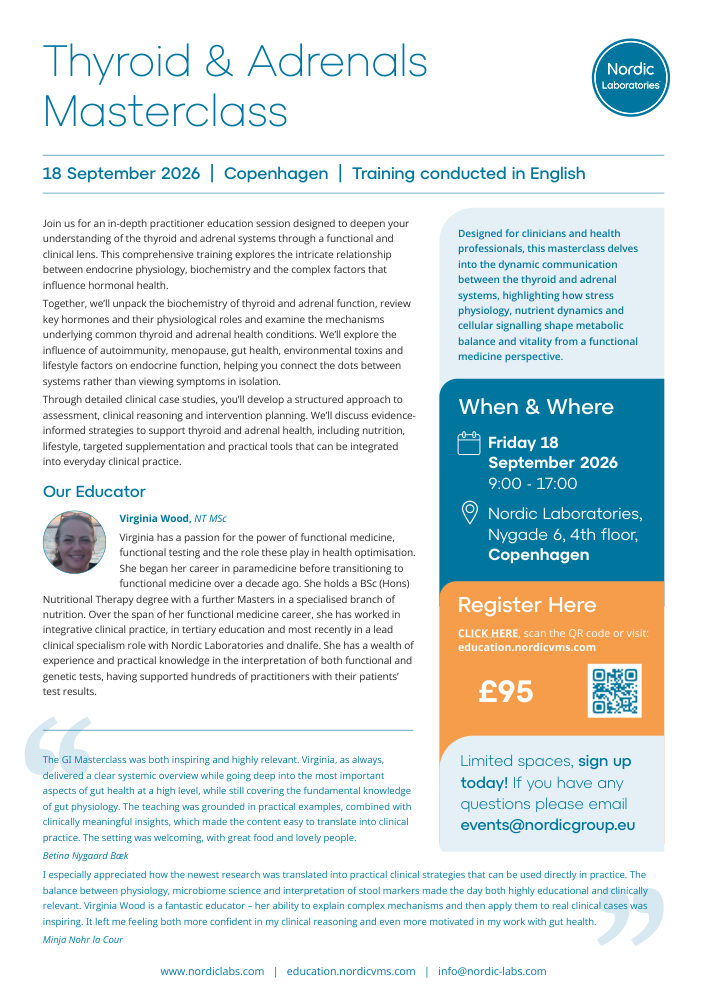 Thyroid & Adrenals
Masterclass
Nordic
Laboratories
18 September 2026 | Copenhagen | Training conducted in English
Join us for an in-depth practitioner education session designed to deepen your
understanding of the thyroid and adrenal systems through a functional and
clinical lens. This comprehensive training explores the intricate relationship
between endocrine physiology, biochemistry and the complex factors that
influence hormonal health.
Together, we’ll unpack the biochemistry of thyroid and adrenal function, review
key hormones and their physiological roles and examine the mechanisms
underlying common thyroid and adrenal health conditions. We’ll explore the
influence of autoimmunity, menopause, gut health, environmental toxins and
lifestyle factors on endocrine function, helping you connect the dots between
systems rather than viewing symptoms in isolation.
Through detailed clinical case studies, you’ll develop a structured approach to
assessment, clinical reasoning and intervention planning. We’ll discuss evidence-
informed strategies to support thyroid and adrenal health, including nutrition,
lifestyle, targeted supplementation and practical tools that can be integrated
into everyday clinical practice.
Our Educator
Virginia Wood, NT MSc
Virginia has a passion for the power of functional medicine,
functional testing and the role these play in health optimisation.
She began her career in paramedicine before transitioning to
functional medicine over a decade ago. She holds a BSc (Hons)
Nutritional Therapy degree with a further Masters in a specialised branch of
nutrition. Over the span of her functional medicine career, she has worked in
integrative clinical practice, in tertiary education and most recently in a lead
clinical specialism role with Nordic Laboratories and dnalife. She has a wealth of
experience and practical knowledge in the interpretation of both functional and
genetic tests, having supported hundreds of practitioners with their patients’
test results.
Designed for clinicians and health
professionals, this masterclass delves
into the dynamic communication
between the thyroid and adrenal
systems, highlighting how stress
physiology, nutrient dynamics and
cellular signalling shape metabolic
balance and vitality from a functional
medicine perspective.
When & Where
Friday 18
September 2026
9:00 - 17:00
Nordic Laboratories,
Nygade 6, 4th floor,
Copenhagen
Register Here
CLICK HERE, scan the QR code or visit:
education.nordicvms.com
£95
Limited spaces, sign up
today! If you have any
questions please email
events@nordicgroup.eu
“
The GI Masterclass was both inspiring and highly relevant. Virginia, as always,
delivered a clear systemic overview while going deep into the most important
aspects of gut health at a high level, while still covering the fundamental knowledge
of gut physiology. The teaching was grounded in practical examples, combined with
clinically meaningful insights, which made the content easy to translate into clinical
practice. The setting was welcoming, with great food and lovely people.
Betina Nygaard Bæk
I especially appreciated how the newest research was translated into practical clinical strategies that can be used directly in practice. The
balance between physiology, microbiome science and interpretation of stool markers made the day both highly educational and clinically
relevant. Virginia Wood is a fantastic educator – her ability to explain complex mechanisms and then apply them to real clinical cases was
inspiring. It left me feeling both more confident in my clinical reasoning and even more motivated in my work with gut health.
Minja Nohr la Cour
”
www.nordiclabs.com | education.nordicvms.com | info@nordic-labs.com